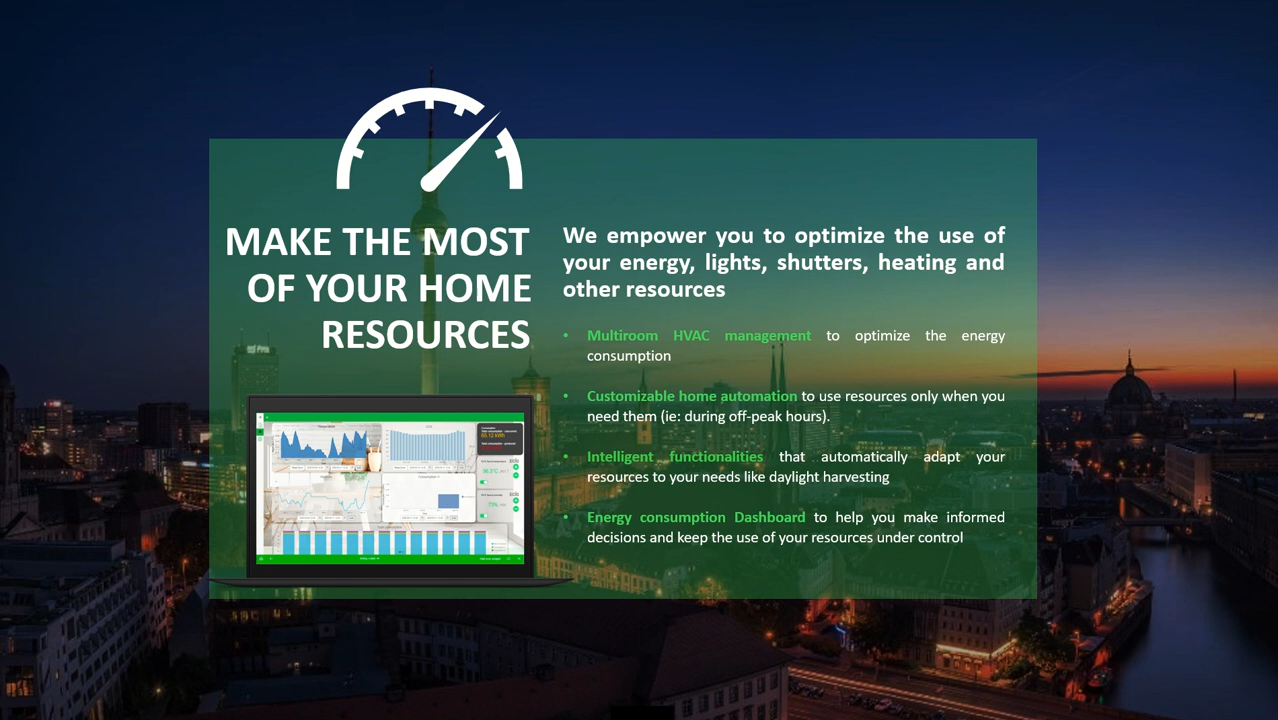 MAKE THE MOST
OF YOUR HOME
RESOURCES
We empower you to optimize the use of
your energy, lights, shutters, heating and
other resources
• Multiroom HVAC management to optimize the energy
consumption
• Customizable home automation to use resources only when you
need them (ie: during off-peak hours).
• Intelligent functionalities that automatically adapt your
resources to your needs like daylight harvesting
• Energy consumption Dashboard to help you make informed
decisions and keep the use of your resources under control